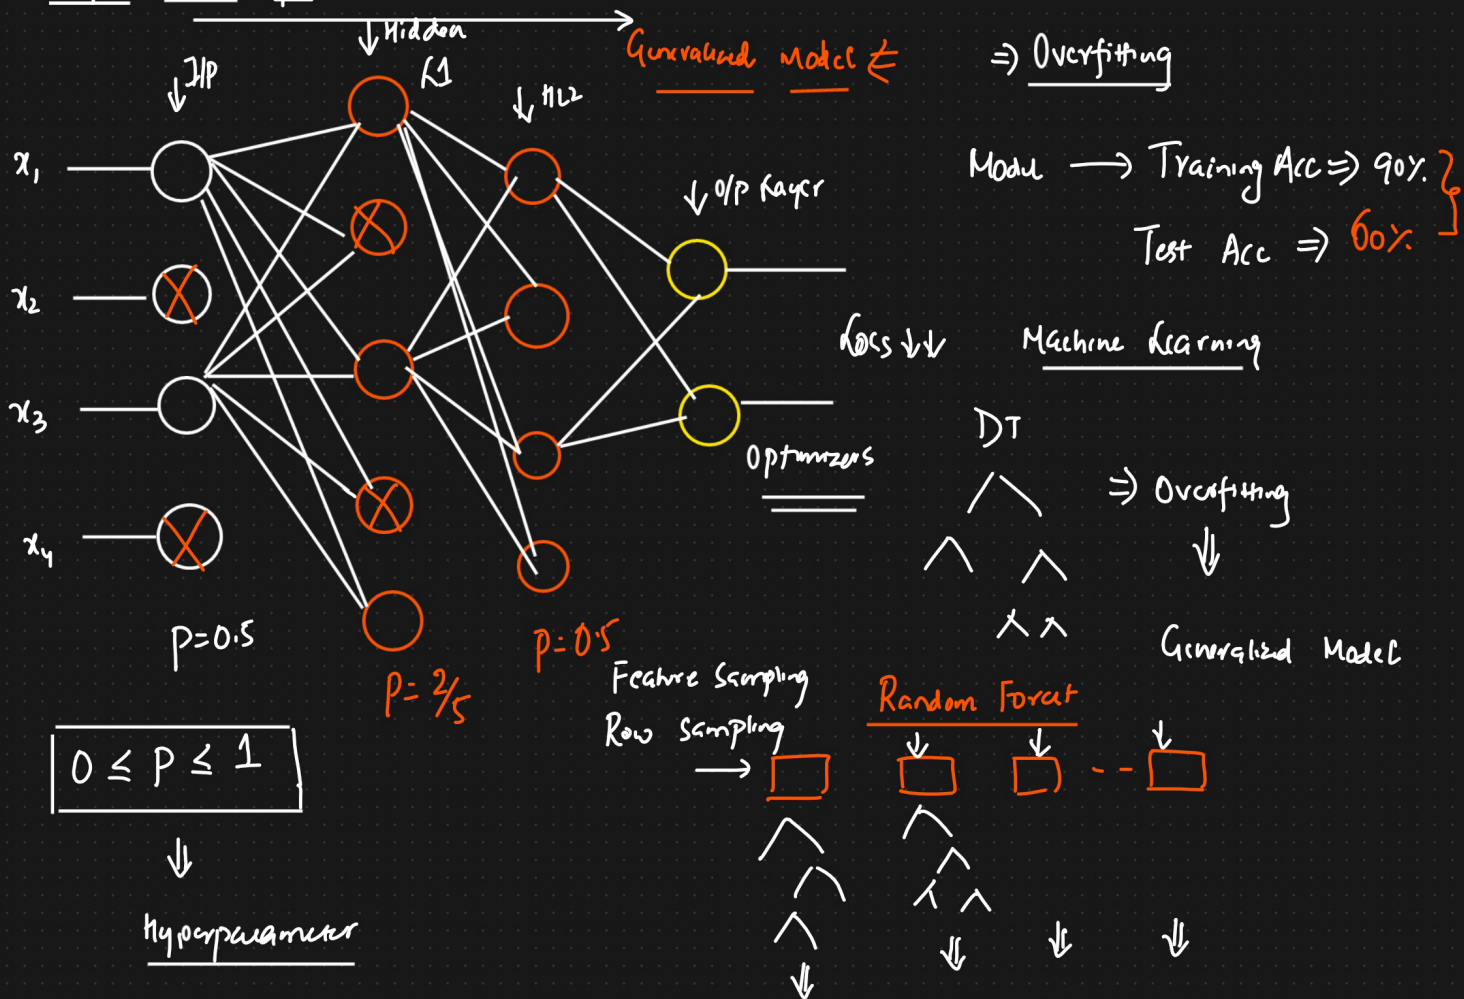 Hidden
Generalized Model
⇒ Overfitting
I/P
L1
HL2
x₁
Model → Training Acc ⇒ 90%
O/P Layer
Test Acc ⇒ 60%
x₂
Loss ↓↓
Machine Learning
x₃
DT
Optimizers
⇒ Overfitting
x₄
P=0.5
P=0.5
Generalized Model
P=2/5
Feature Sampling
Random Forest
Row Sampling
0 ≤ P ≤ 1
Hyperparameter